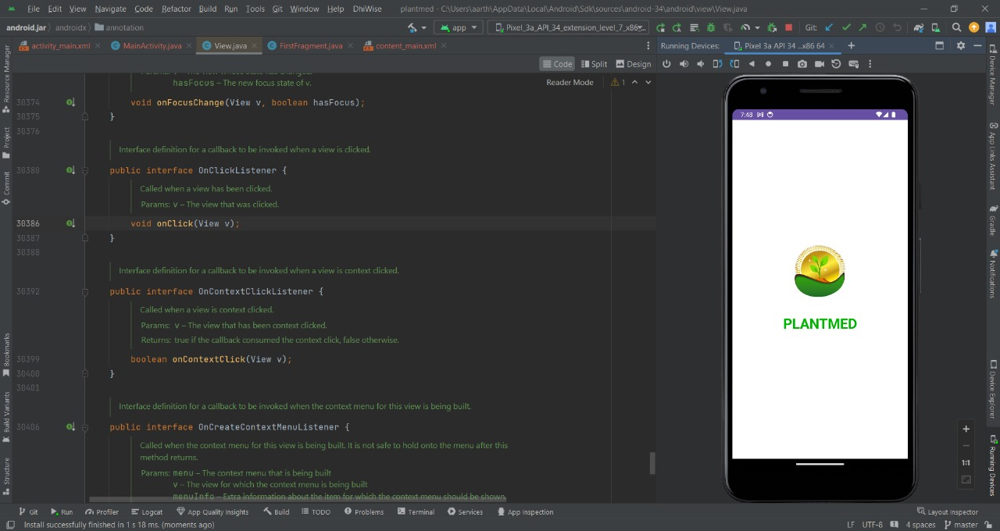 File Edit View Navigate Code Refactor Build Run Tools Git Window Help DhiWise plantmed - C:\Users\aarth\AppData\Local\Android\Sdk\sources\android-34\android\view\View.java
android.jar androidx annotation app Pixel_3a_API_34_extension_level_7_x86... Git:
activity_main.xml MainActivity.java View.java FirstFragment.java content_main.xml Running Devices: Pixel 3a API 34 ...x86 64
Code Split Design
hasFocus – The new focus state of v.
Reader Mode 1
30374 void onFocusChange(View v, boolean hasFocus);
30375 }
30376
Interface definition for a callback to be invoked when a view is clicked.
30380 public interface OnClickListener {
Called when a view has been clicked.
Params: v – The view that was clicked.
30386 void onClick(View v);
30387 }
30388
Interface definition for a callback to be invoked when a view is context clicked.
30392 public interface OnContextClickListener {
Called when a view is context clicked.
Params: v – The view that has been context clicked.
Returns: true if the callback consumed the context click, false otherwise.
30399 boolean onContextClick(View v);
30400 }
30401
Interface definition for a callback to be invoked when the context menu for this view is being built.
30406 public interface OnCreateContextMenuListener {
Called when the context menu for this view is being built. It is not safe to hold onto the menu after this
method returns.
Params: menu – The context menu that is being built
v – The view for which the context menu is being built
menuInfo – Extra information about the item for which the context menu should be shown.
7:48
PLANTMED
1:1
Resource Manager
Project
Commit
Bookmarks
Build Variants
Structure
Device Manager
App Links Assistant
Gradle
Notifications
Device Explorer
Running Devices
Git Run Profiler Logcat App Quality Insights Build TODO Problems Terminal Services App Inspection Layout Inspector
Install successfully finished in 1 s 18 ms. (moments ago) LF UTF-8 4 spaces master